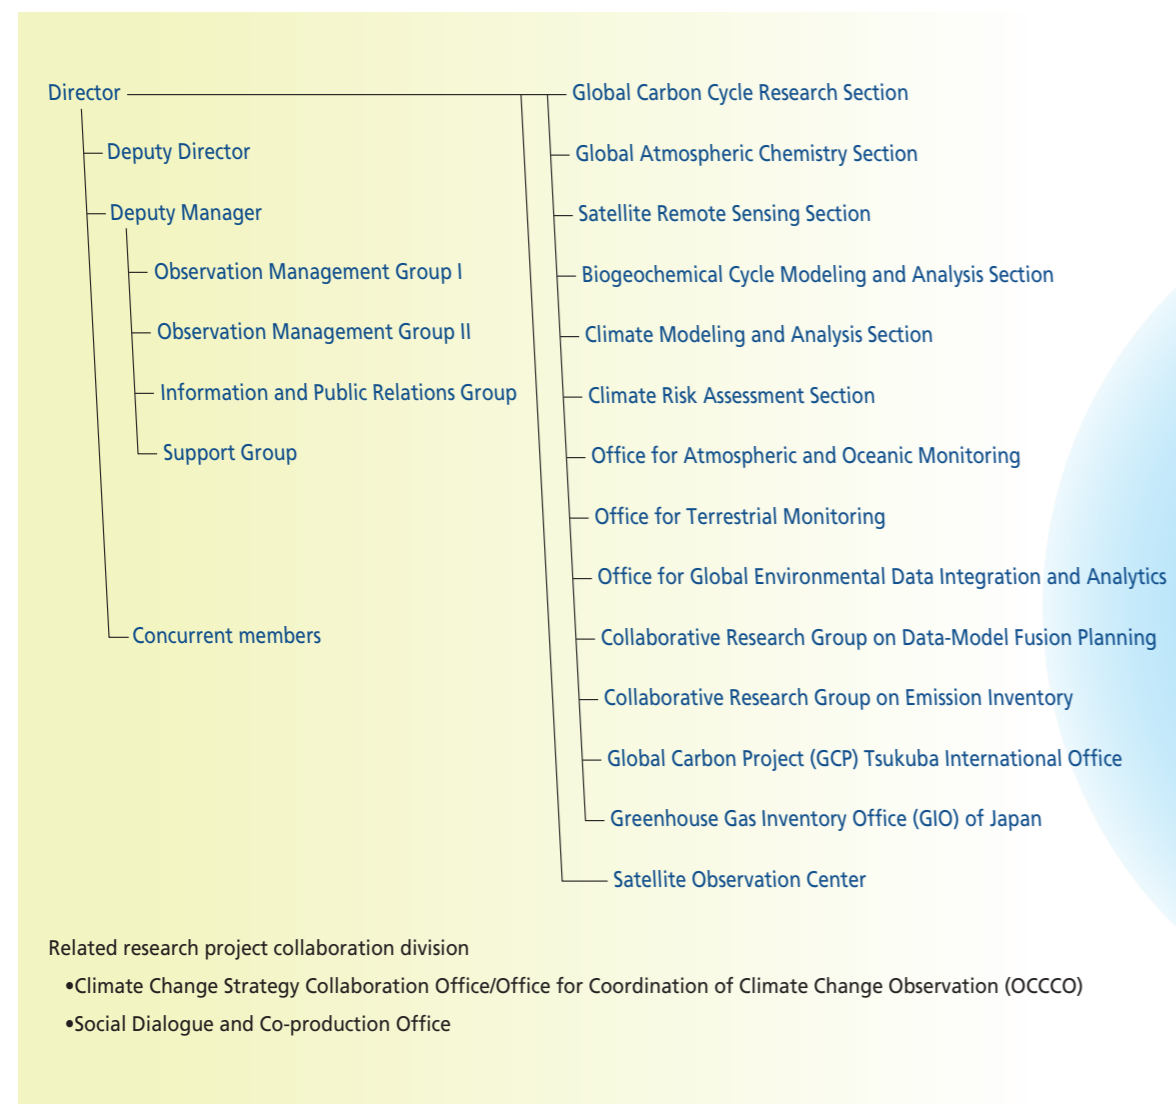 Director
Deputy Director
Deputy Manager
Observation Management Group I
Observation Management Group II
Information and Public Relations Group
Support Group
Concurrent members
Global Carbon Cycle Research Section
Global Atmospheric Chemistry Section
Satellite Remote Sensing Section
Biogeochemical Cycle Modeling and Analysis Section
Climate Modeling and Analysis Section
Climate Risk Assessment Section
Office for Atmospheric and Oceanic Monitoring
Office for Terrestrial Monitoring
Office for Global Environmental Data Integration and Analytics
Collaborative Research Group on Data-Model Fusion Planning
Collaborative Research Group on Emission Inventory
Global Carbon Project (GCP) Tsukuba International Office
Greenhouse Gas Inventory Office (GIO) of Japan
Satellite Observation Center
Related research project collaboration division
•Climate Change Strategy Collaboration Office/Office for Coordination of Climate Change Observation (OCCCO)
•Social Dialogue and Co-production Office